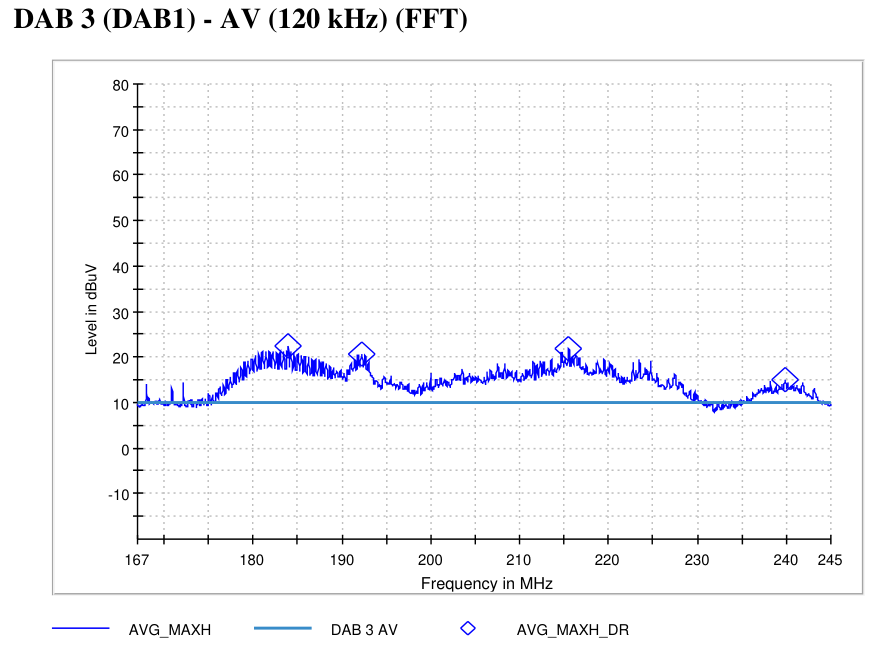 DAB 3 (DAB1) - AV (120 kHz) (FFT)
80
70
60
50
40
30
20
10
0
-10
Level in dBuV
167 180 190 200 210 220 230 240 245
Frequency in MHz
AVG_MAXH DAB 3 AV AVG_MAXH_DR